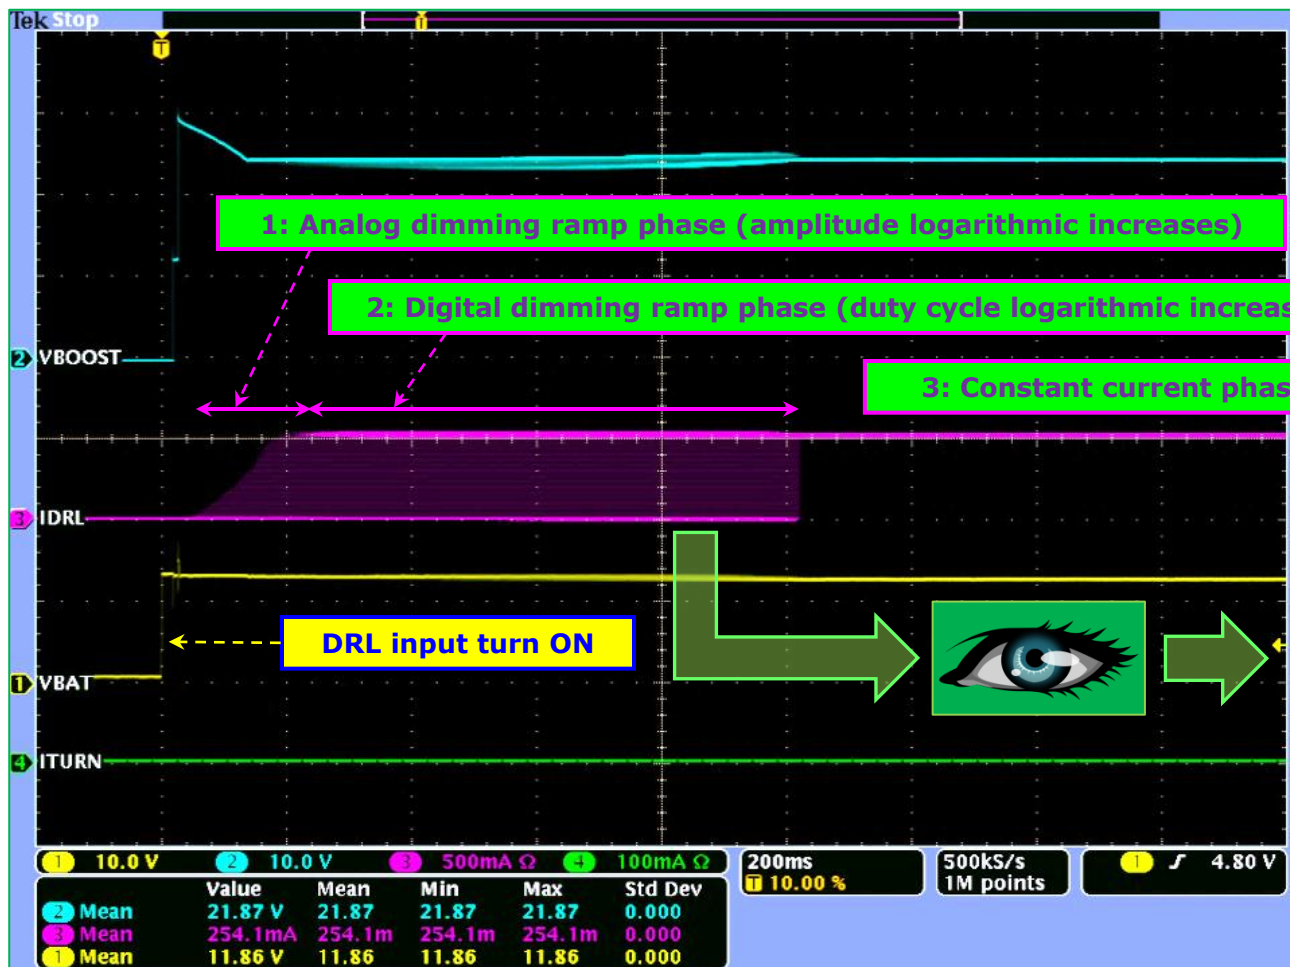 Tek Stop
T
T
1: Analog dimming ramp phase (amplitude logarithmic increases)
2: Digital dimming ramp phase (duty cycle logarithmic increas
2 VBOOST
3: Constant current phas
3 IDRL
DRL input turn ON
1 VBAT
4 ITURN
1 10.0 V 2 10.0 V 3 500mA Ω 4 100mA Ω
200ms
T 10.00 %
500kS/s
1M points
1 4.80 V
Value Mean Min Max Std Dev
2 Mean 21.87 V 21.87 21.87 21.87 0.000
3 Mean 254.1mA 254.1m 254.1m 254.1m 0.000
1 Mean 11.86 V 11.86 11.86 11.86 0.000